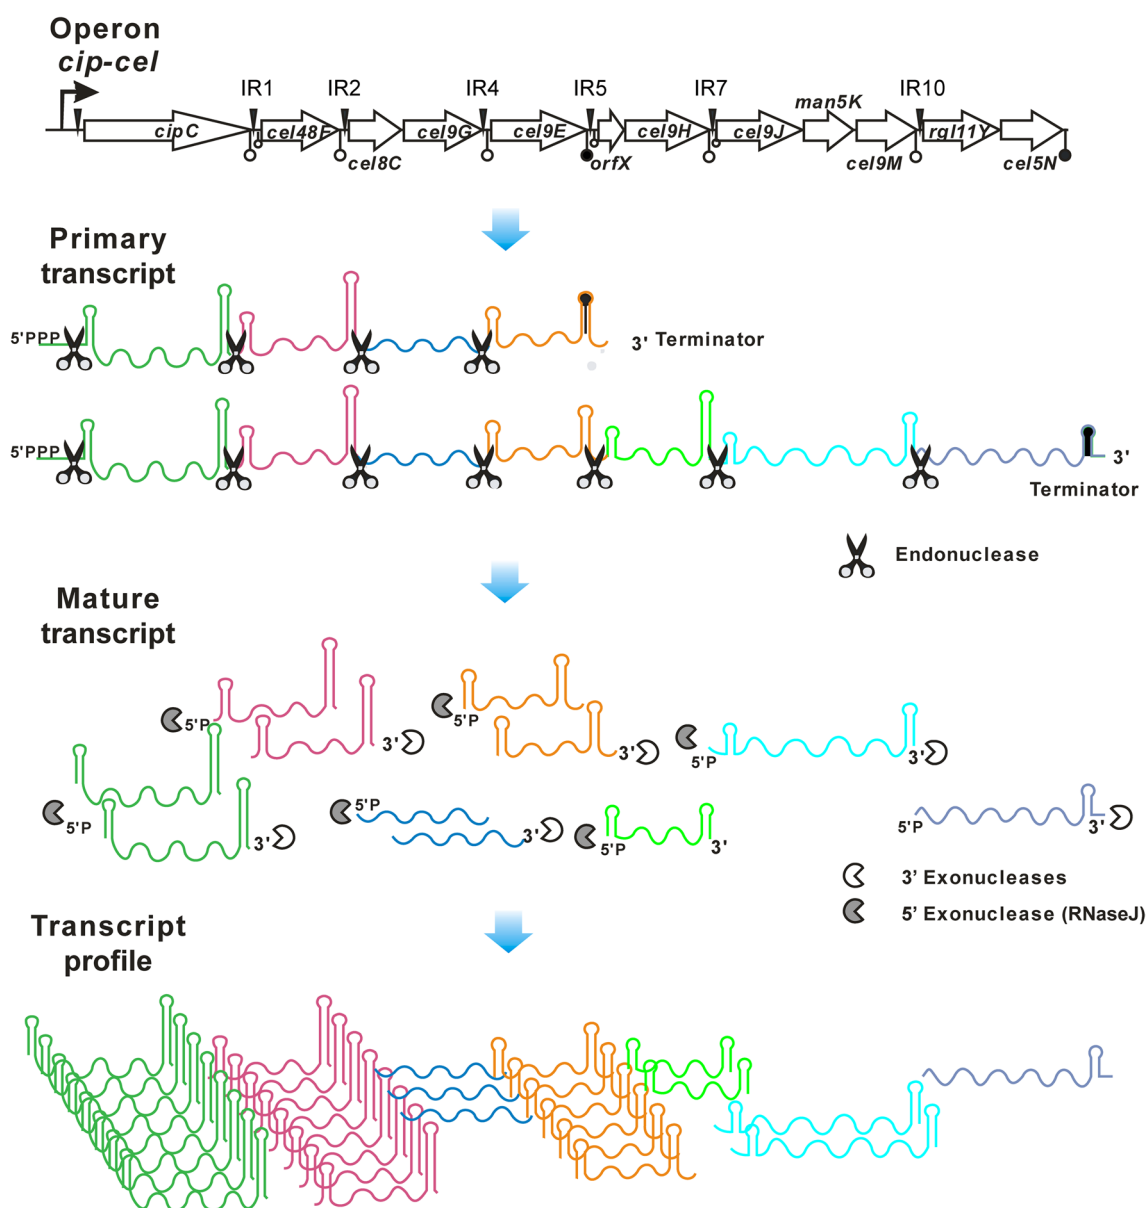 Operon
cip-cel
IR1 IR2 IR4 IR5 IR7 man5K IR10
cipC cel48F cel9G cel9E cel9H cel9J rgl11Y
cel8C orfX cel9M cel5N
Primary
transcript
5'PPP
3' Terminator
5'PPP
3'
Terminator
Endonuclease
Mature
transcript
5'P
5'P
5'P
3'
3'
3'
5'P
5'P
5'P
3'
3'
5'P
3'
3'
3' Exonucleases
5' Exonuclease (RNaseJ)
Transcript
profile